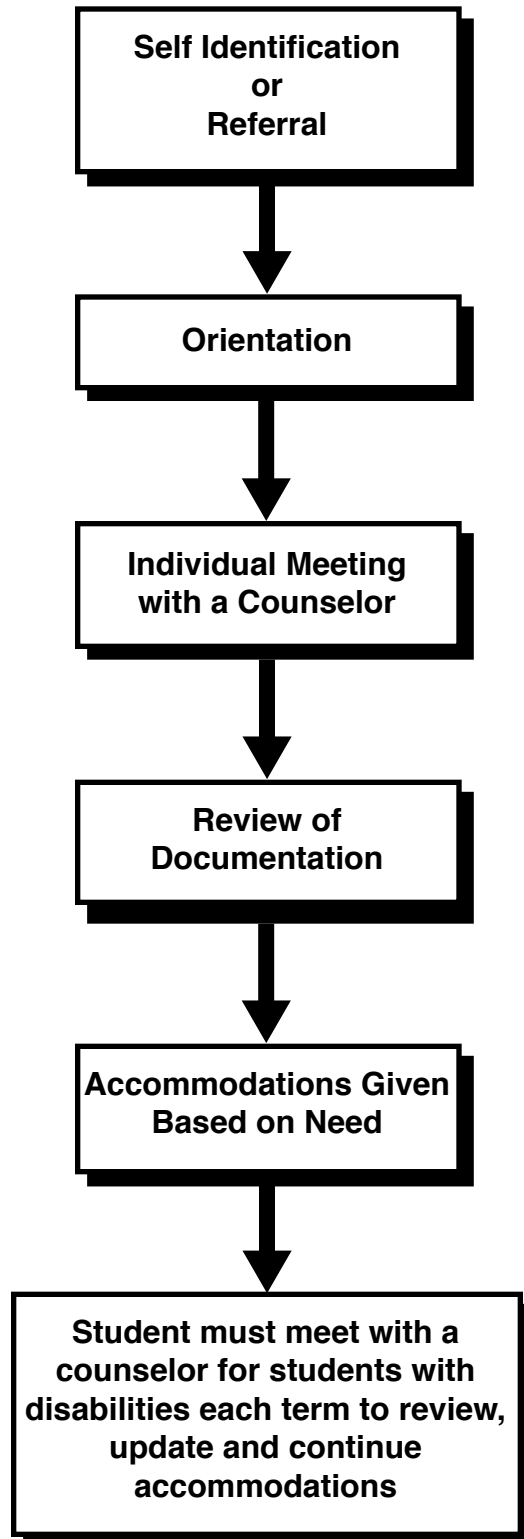 Self Identification
or
Referral
Orientation
Individual Meeting
with a Counselor
Review of
Documentation
Accommodations Given
Based on Need
Student must meet with a
counselor for students with
disabilities each term to review,
update and continue
accommodations